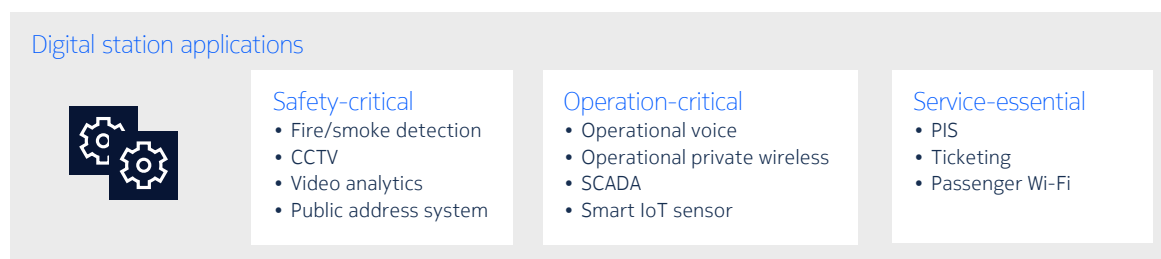 Digital station applications
Safety-critical
• Fire/smoke detection
• CCTV
• Video analytics
• Public address system
Operation-critical
• Operational voice
• Operational private wireless
• SCADA
• Smart IoT sensor
Service-essential
• PIS
• Ticketing
• Passenger Wi-Fi